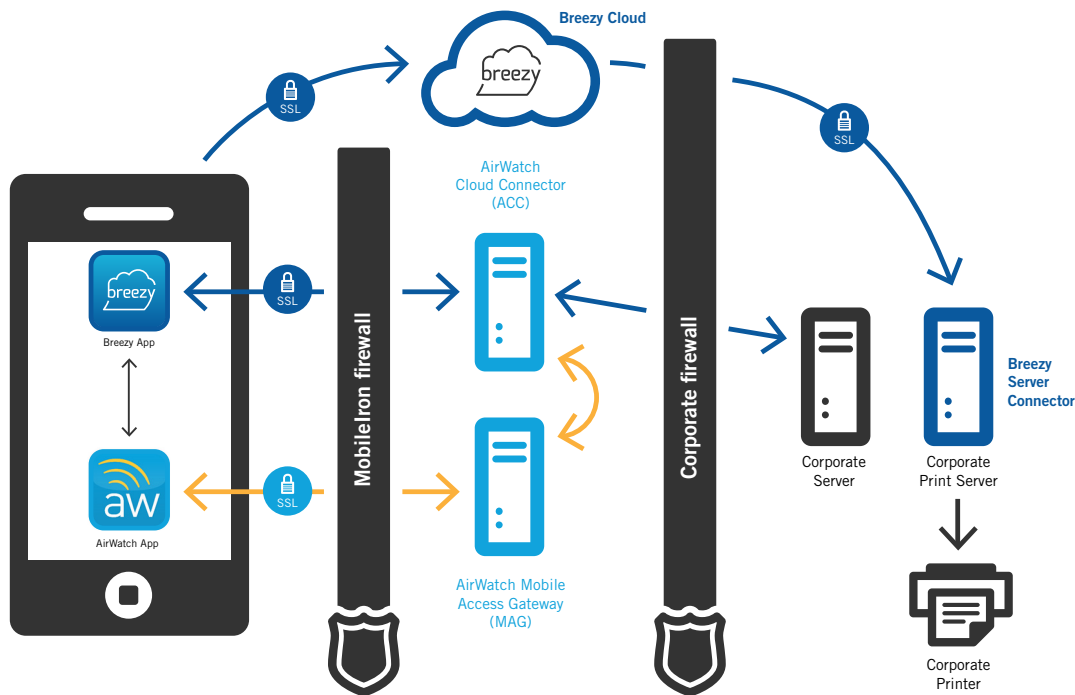 Breezy Cloud
breezy
SSL
SSL
AirWatch
Cloud Connector
(ACC)
breezy
Breezy App
SSL
MobileIron firewall
Corporate firewall
Breezy
Server
Connector
aw
AirWatch App
SSL
Corporate
Server
Corporate
Print Server
AirWatch Mobile
Access Gateway
(MAG)
Corporate
Printer